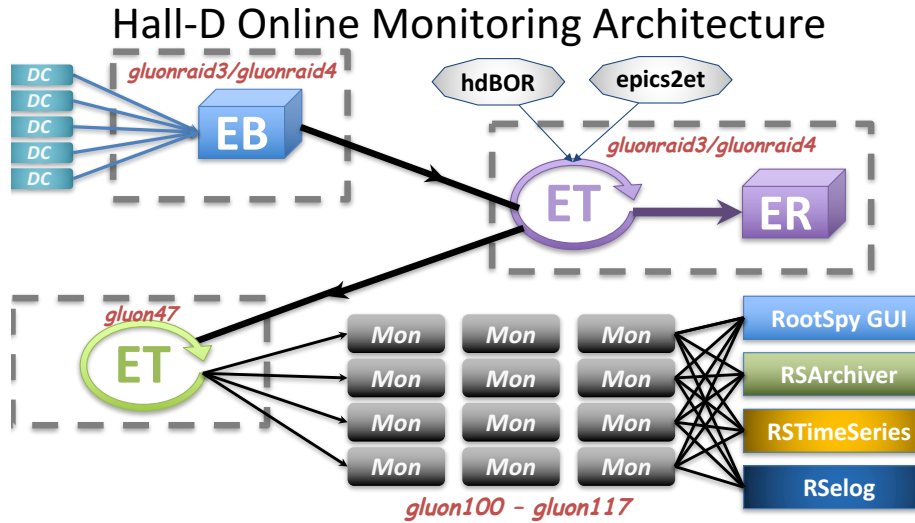 Hall-D Online Monitoring Architecture
gluonraid3/gluonraid4
DC
DC
DC
DC
DC
EB
hdBOR
epics2et
gluonraid3/gluonraid4
ET
ER
gluon47
ET
Mon Mon Mon
Mon Mon Mon
Mon Mon Mon
Mon Mon Mon
gluon100 – gluon117
RootSpy GUI
RSArchiver
RSTimeSeries
RSelog